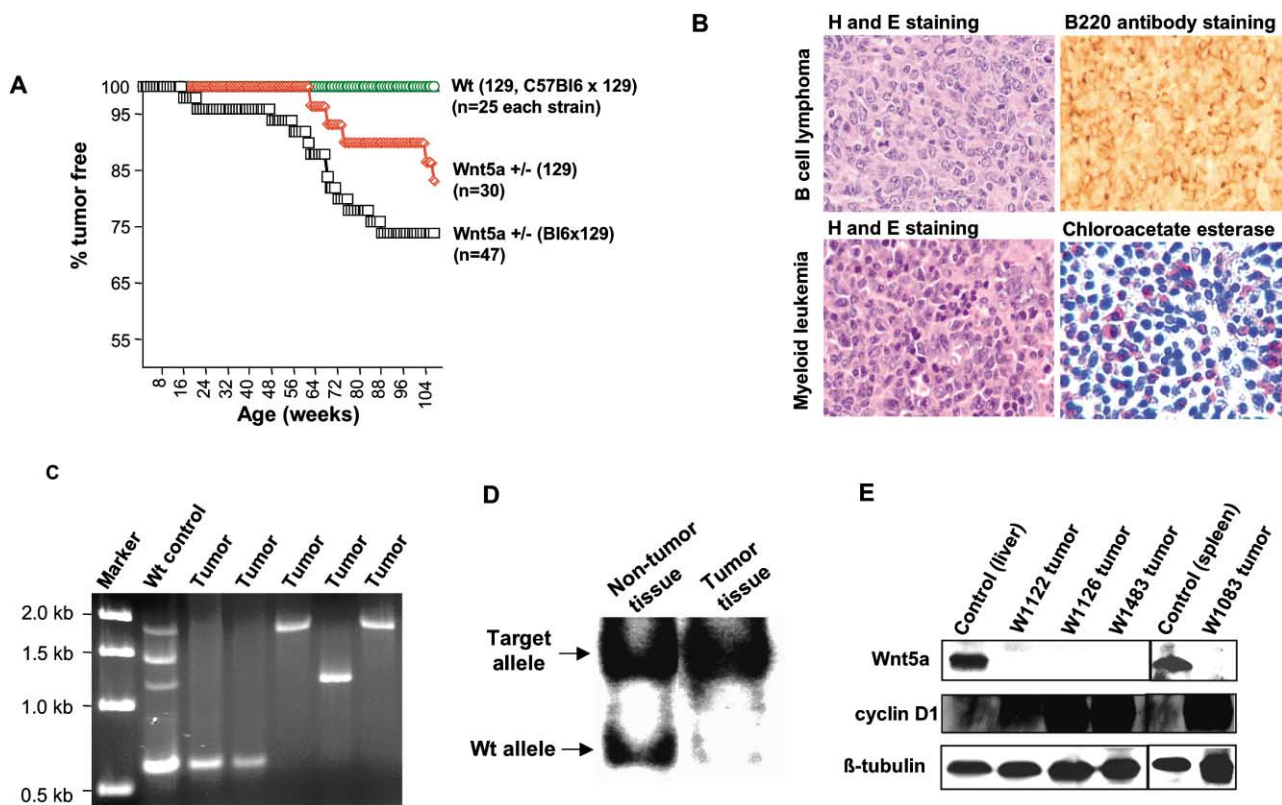 A
% tumor free
100
95
85
75
65
55
8 16 24 32 40 48 56 64 72 80 88 96 104
Age (weeks)
Wt (129, C57Bl6 x 129)
(n=25 each strain)
Wnt5a +/- (129)
(n=30)
Wnt5a +/- (Bl6x129)
(n=47)
B
H and E staining
B220 antibody staining
B cell lymphoma
H and E staining
Chloroacetate esterase
Myeloid leukemia
C
Marker
Wt control
Tumor
Tumor
Tumor
Tumor
Tumor
2.0 kb
1.5 kb
1.0 kb
0.5 kb
D
Non-tumor
tissue
Tumor
tissue
Target
allele
Wt allele
E
Control (liver)
W1122 tumor
W1126 tumor
W1483 tumor
Control (spleen)
W1083 tumor
Wnt5a
cyclin D1
ß-tubulin